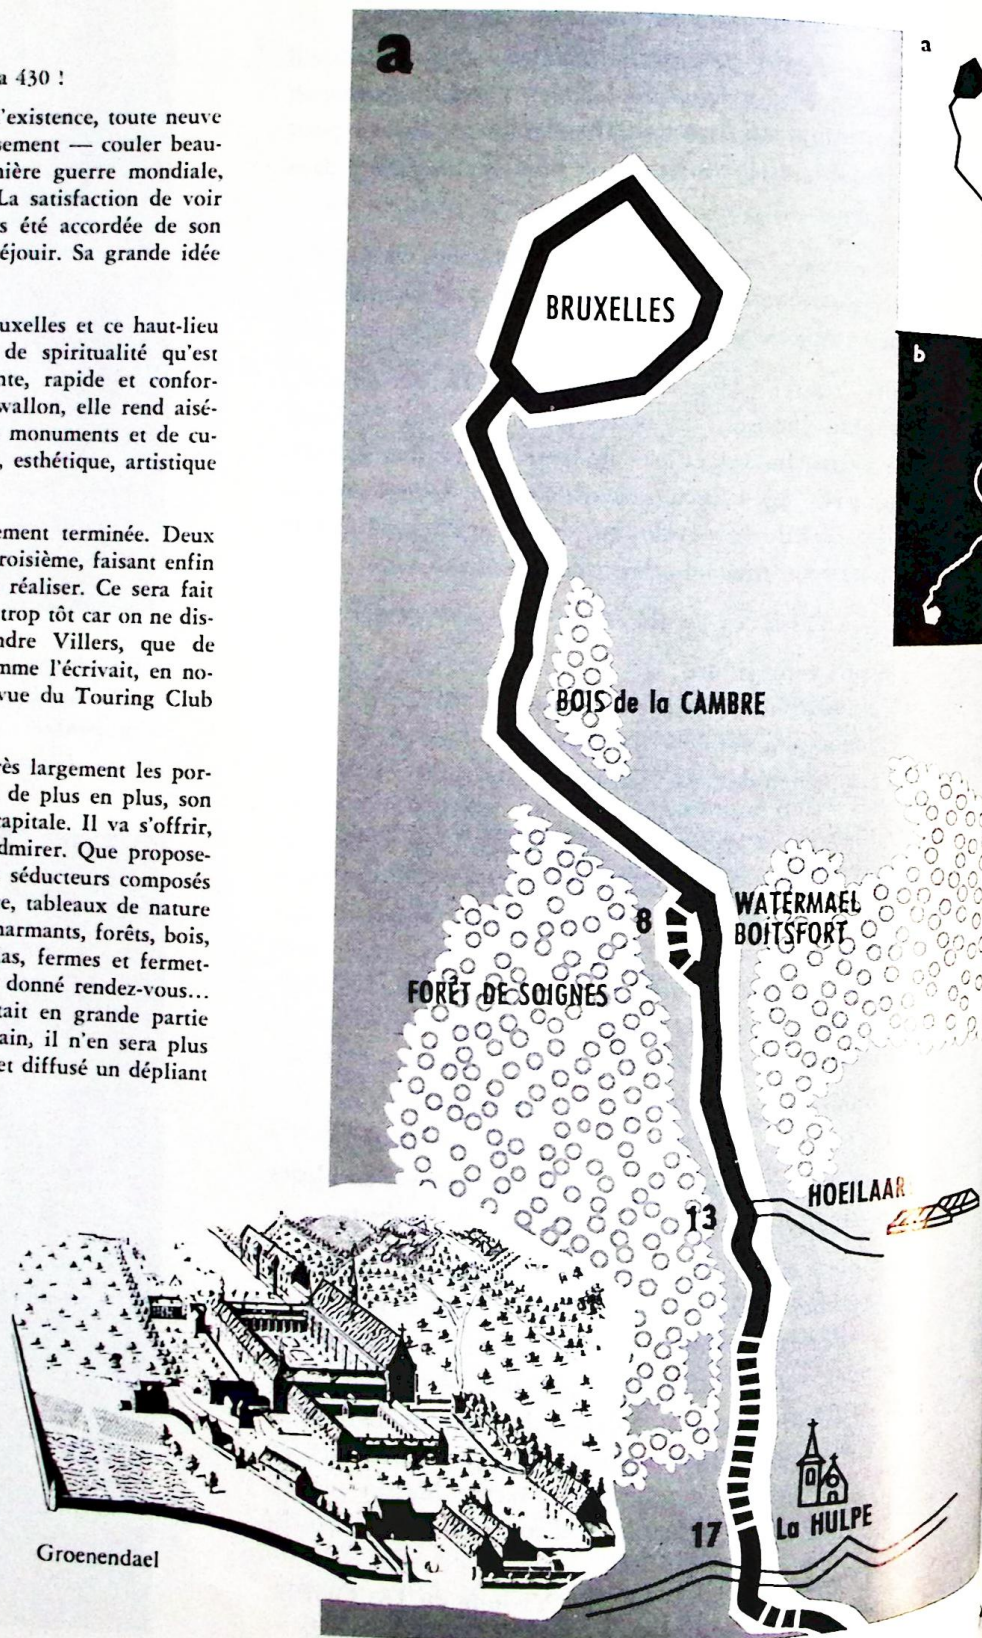 a 430 !
'existence, toute neuve
sement — couler beau-
nière guerre mondiale,
La satisfaction de voir
s été accordée de son
éjouir. Sa grande idée
uxelles et ce haut-lieu
de spiritualité qu'est
nte, rapide et confor-
wallon, elle rend aisé-
monuments et de cu-
, esthétique, artistique
ement terminée. Deux
roisième, faisant enfin
réaliser. Ce sera fait
trop tôt car on ne dis-
ndre Villers, que de
mme l'écrivait, en no-
vue du Touring Club
ès largement les por-
de plus en plus, son
capitale. Il va s'offrir,
dmirer. Que propose-
séducteurs composés
e, tableaux de nature
harmants, forêts, bois,
as, fermes et fermet-
donné rendez-vous...
tait en grande partie
ain, il n'en sera plus
et diffusé un dépliant
a
BRUXELLES
BOIS de la CAMBRE
8
WATERMAEL
BOITSFORT
FORÊT DE SOIGNES
HOEILAAR
13
17
La HULPE
Groenendael
a
b